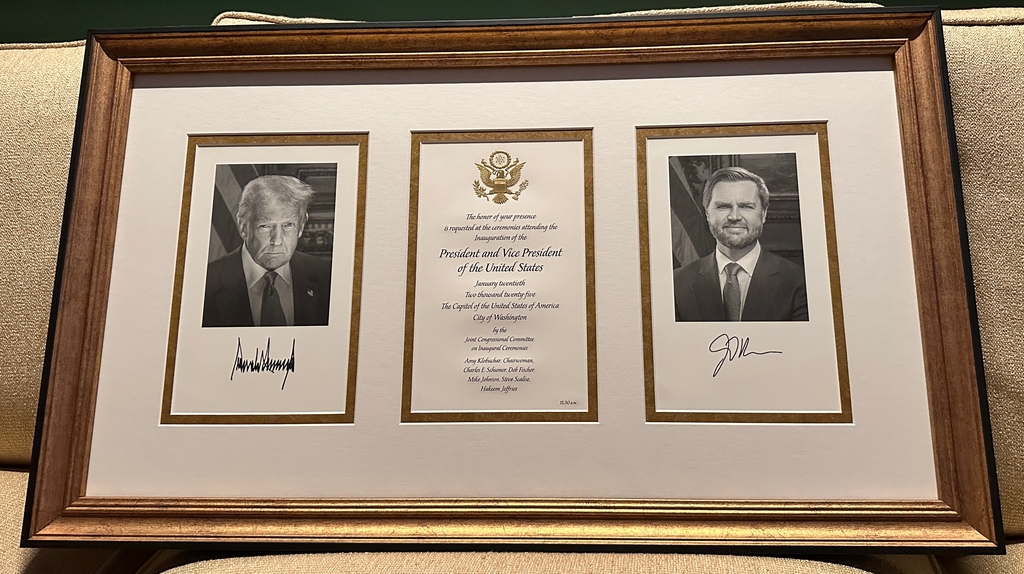 The honor of your presence
is requested at the ceremonies attending the
Inauguration of the
President and Vice President
of the United States
January twentieth
Two thousand twenty-five
The Capitol of the United States of America
City of Washington
by the
Joint Congressional Committee
on Inaugural Ceremonies
Amy Klobuchar, Chairwoman,
Charles E. Schumer, Deb Fischer,
Mike Johnson, Steve Scalise,
Hakeem Jeffries
11:30 a.m.